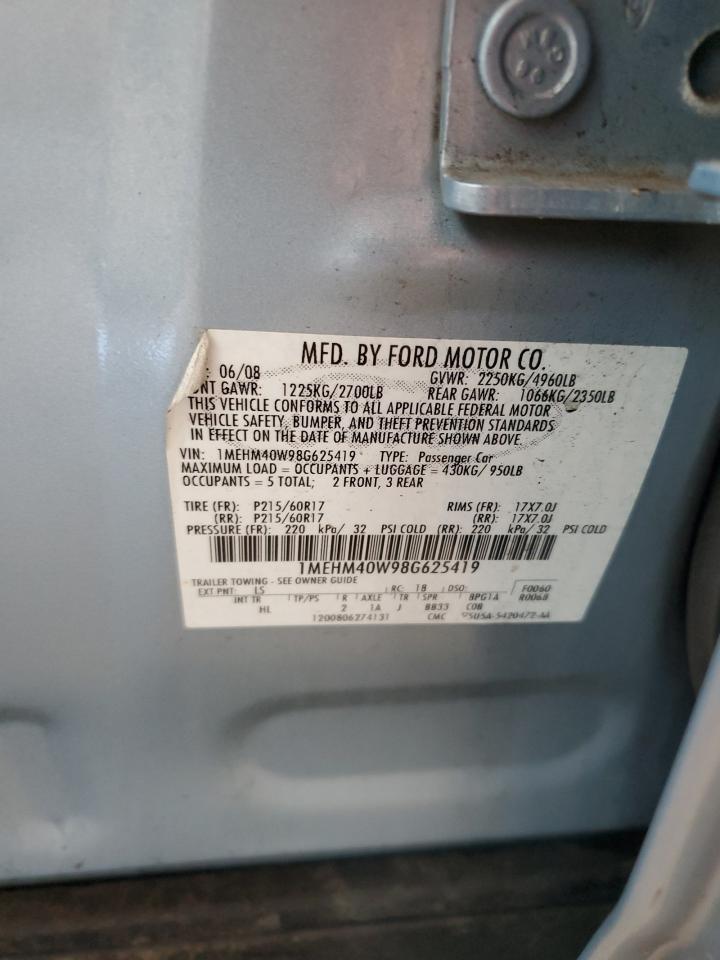 MFD. BY FORD MOTOR CO.
: 06/08 GVWR: 2250KG/4960LB
NT GAWR: 1225KG/2700LB REAR GAWR: 1066KG/2350LB
THIS VEHICLE CONFORMS TO ALL APPLICABLE FEDERAL MOTOR
VEHICLE SAFETY, BUMPER, AND THEFT PREVENTION STANDARDS
IN EFFECT ON THE DATE OF MANUFACTURE SHOWN ABOVE.
VIN: 1MEHM40W98G625419 TYPE: Passenger Car
MAXIMUM LOAD = OCCUPANTS + LUGGAGE = 430KG/ 950LB
OCCUPANTS = 5 TOTAL; 2 FRONT, 3 REAR
TIRE (FR): P215/60R17 RIMS (FR): 17X7.0J
(RR): P215/60R17 (RR): 17X7.0J
PRESSURE (FR): 220 kPa/ 32 PSI COLD (RR): 220 kPa/ 32 PSI COLD
1MEHM40W98G625419
TRAILER TOWING - SEE OWNER GUIDE
EXT PNT: LS RC: 18 DSO: F0060
INT TR TP/PS R AXLE TR SPR BPG1A R0068
HL 2 1A J 8833 COB
1200806274131 CMC